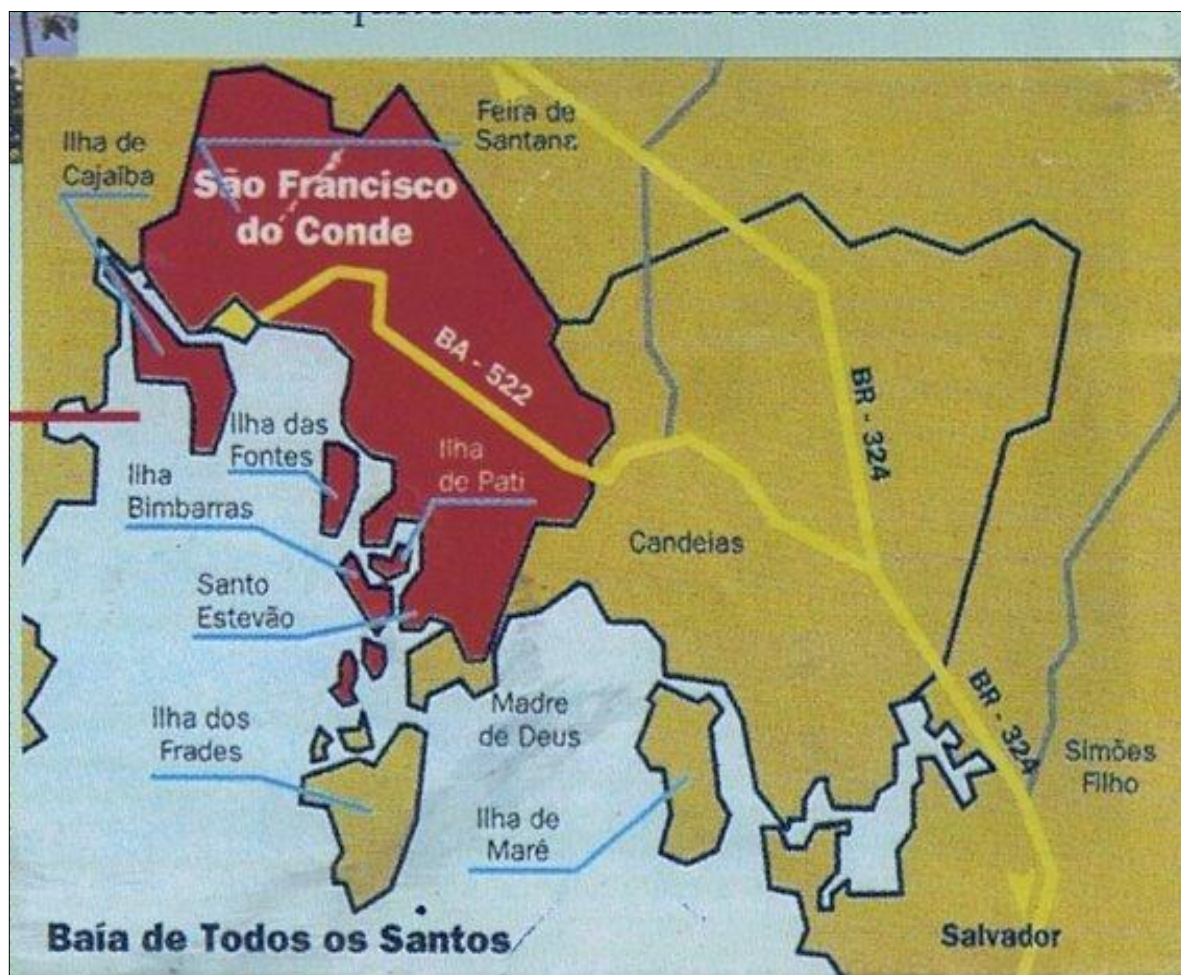 Feira de
Santana
Ilha de
Cajaíba
São Francisco
do Conde
BA - 522
BR - 324
Ilha das
Fontes
Ilha
de Pati
Ilha
Bimbarras
Candeias
Santo
Estevão
Madre
de Deus
BR - 324
Ilha dos
Frades
Simões
Filho
Ilha de
Maré
Baía de Todos os Santos
Salvador